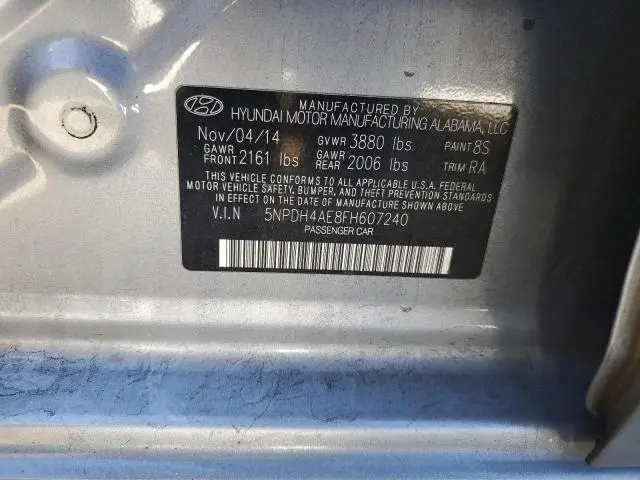 MANUFACTURED BY
HYUNDAI MOTOR MANUFACTURING ALABAMA, LLC
Nov/04/14 GVWR 3880 lbs PAINT 8S
GAWR FRONT 2161 lbs GAWR REAR 2006 lbs TRIM RA
THIS VEHICLE CONFORMS TO ALL APPLICABLE U.S.A. FEDERAL
MOTOR VEHICLE SAFETY, BUMPER, AND THEFT PREVENTION STANDARDS
IN EFFECT ON THE DATE OF MANUFACTURE SHOWN ABOVE.
V.I.N 5NPDH4AE8FH607240
PASSENGER CAR